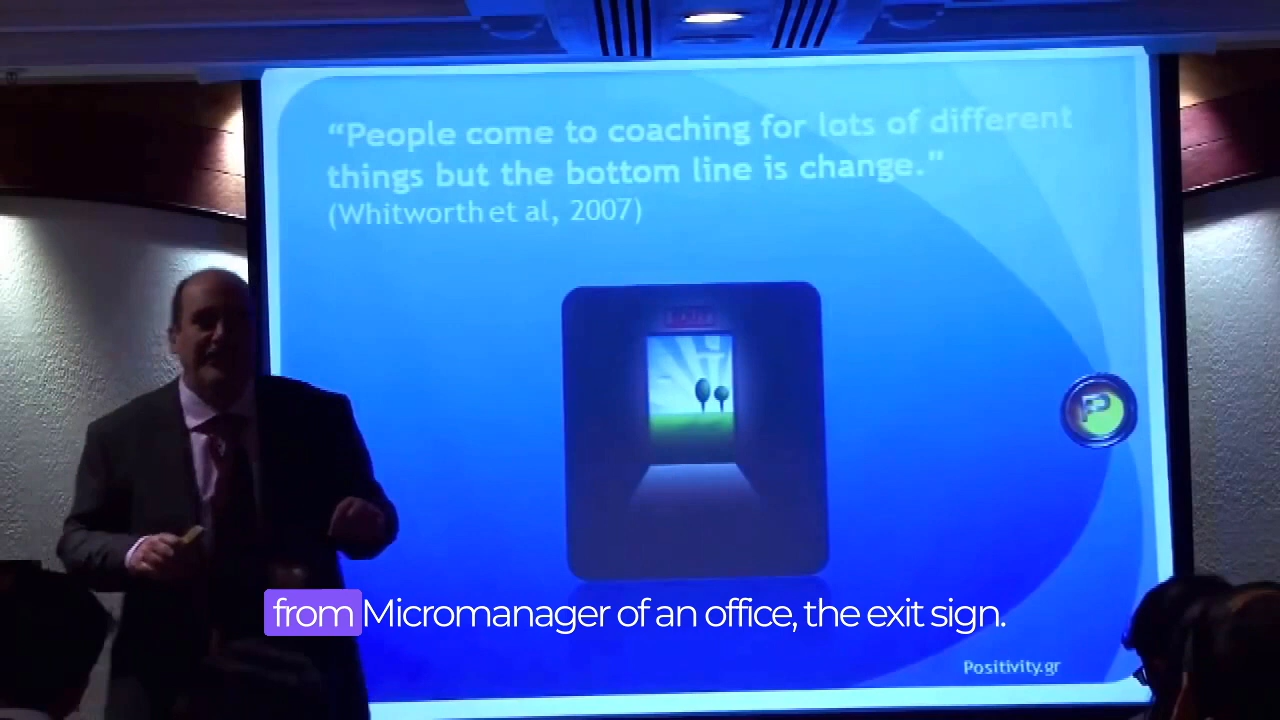 “People come to coaching for lots of different
things but the bottom line is change.”
(Whitworth et al, 2007)
EXIT
P
from Micromanager of an office, the exit sign.
Positivity.gr